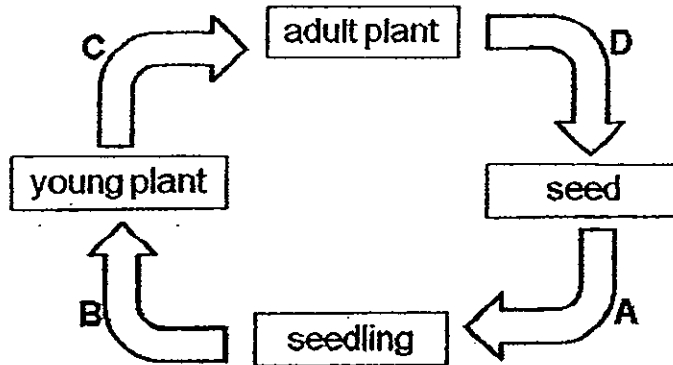 C
adult plant
D
young plant
seed
B
seedling
A